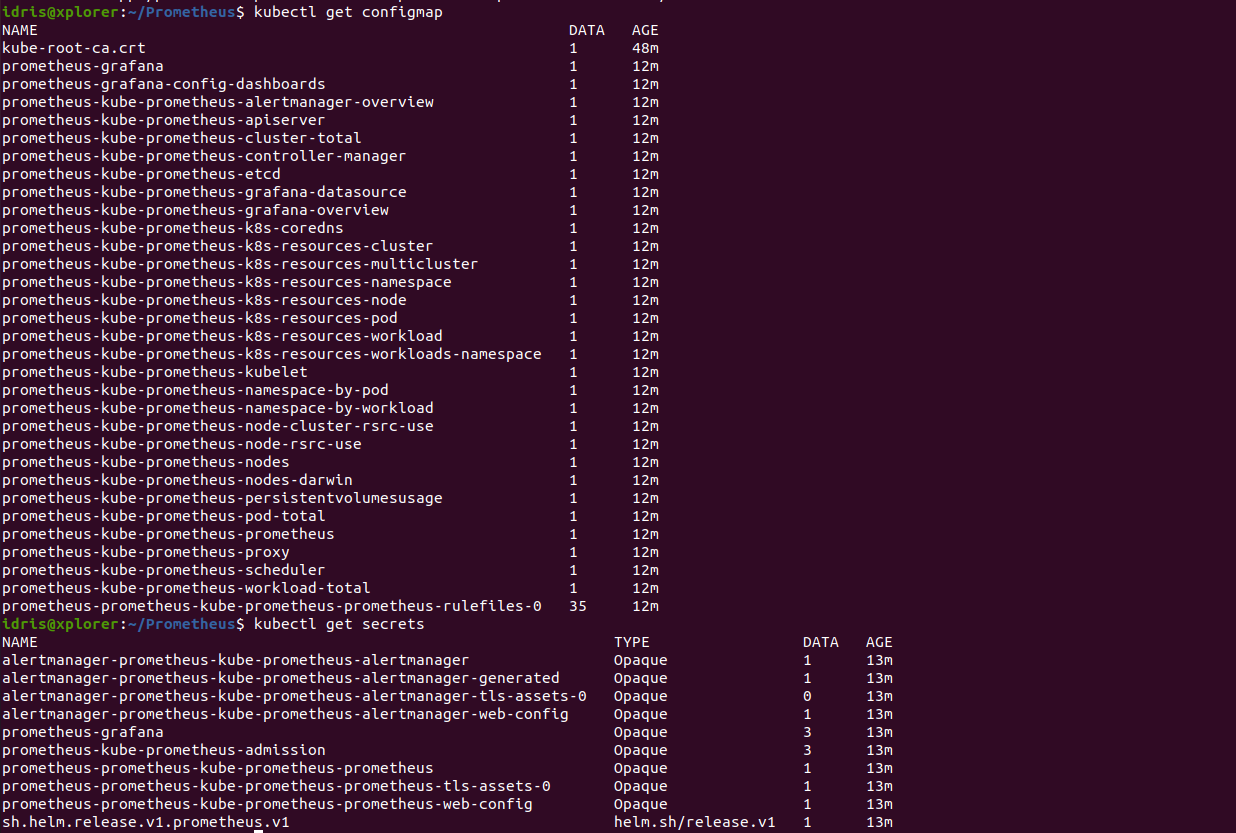 idris@xplorer:~/Prometheus$ kubectl get configmap
NAME DATA AGE
kube-root-ca.crt 1 48m
prometheus-grafana 1 12m
prometheus-grafana-config-dashboards 1 12m
prometheus-kube-prometheus-alertmanager-overview 1 12m
prometheus-kube-prometheus-apiserver 1 12m
prometheus-kube-prometheus-cluster-total 1 12m
prometheus-kube-prometheus-controller-manager 1 12m
prometheus-kube-prometheus-etcd 1 12m
prometheus-kube-prometheus-grafana-datasource 1 12m
prometheus-kube-prometheus-grafana-overview 1 12m
prometheus-kube-prometheus-k8s-coredns 1 12m
prometheus-kube-prometheus-k8s-resources-cluster 1 12m
prometheus-kube-prometheus-k8s-resources-multicluster 1 12m
prometheus-kube-prometheus-k8s-resources-namespace 1 12m
prometheus-kube-prometheus-k8s-resources-node 1 12m
prometheus-kube-prometheus-k8s-resources-pod 1 12m
prometheus-kube-prometheus-k8s-resources-workload 1 12m
prometheus-kube-prometheus-k8s-resources-workloads-namespace 1 12m
prometheus-kube-prometheus-kubelet 1 12m
prometheus-kube-prometheus-namespace-by-pod 1 12m
prometheus-kube-prometheus-namespace-by-workload 1 12m
prometheus-kube-prometheus-node-cluster-rsrc-use 1 12m
prometheus-kube-prometheus-node-rsrc-use 1 12m
prometheus-kube-prometheus-nodes 1 12m
prometheus-kube-prometheus-nodes-darwin 1 12m
prometheus-kube-prometheus-persistentvolumesusage 1 12m
prometheus-kube-prometheus-pod-total 1 12m
prometheus-kube-prometheus-prometheus 1 12m
prometheus-kube-prometheus-proxy 1 12m
prometheus-kube-prometheus-scheduler 1 12m
prometheus-kube-prometheus-workload-total 1 12m
prometheus-prometheus-kube-prometheus-prometheus-rulefiles-0 35 12m
idris@xplorer:~/Prometheus$ kubectl get secrets
NAME TYPE DATA AGE
alertmanager-prometheus-kube-prometheus-alertmanager Opaque 1 13m
alertmanager-prometheus-kube-prometheus-alertmanager-generated Opaque 1 13m
alertmanager-prometheus-kube-prometheus-alertmanager-tls-assets-0 Opaque 0 13m
alertmanager-prometheus-kube-prometheus-alertmanager-web-config Opaque 1 13m
prometheus-grafana Opaque 3 13m
prometheus-kube-prometheus-admission Opaque 3 13m
prometheus-prometheus-kube-prometheus-prometheus Opaque 1 13m
prometheus-prometheus-kube-prometheus-prometheus-tls-assets-0 Opaque 1 13m
prometheus-prometheus-kube-prometheus-prometheus-web-config Opaque 1 13m
sh.helm.release.v1.prometheus.v1 helm.sh/release.v1 1 13m